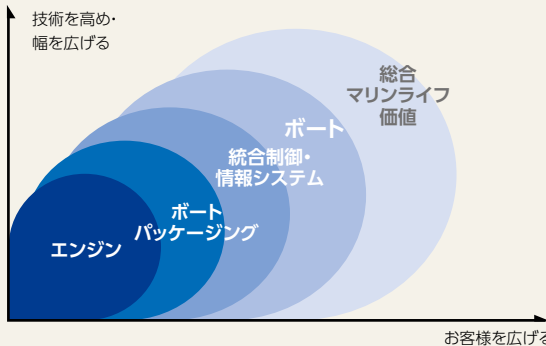 技術を高め・
幅を広げる
総合
マリンライフ
価値
ボート
統合制御・
情報システム
ボート
パッケージング
エンジン
お客様を広げる